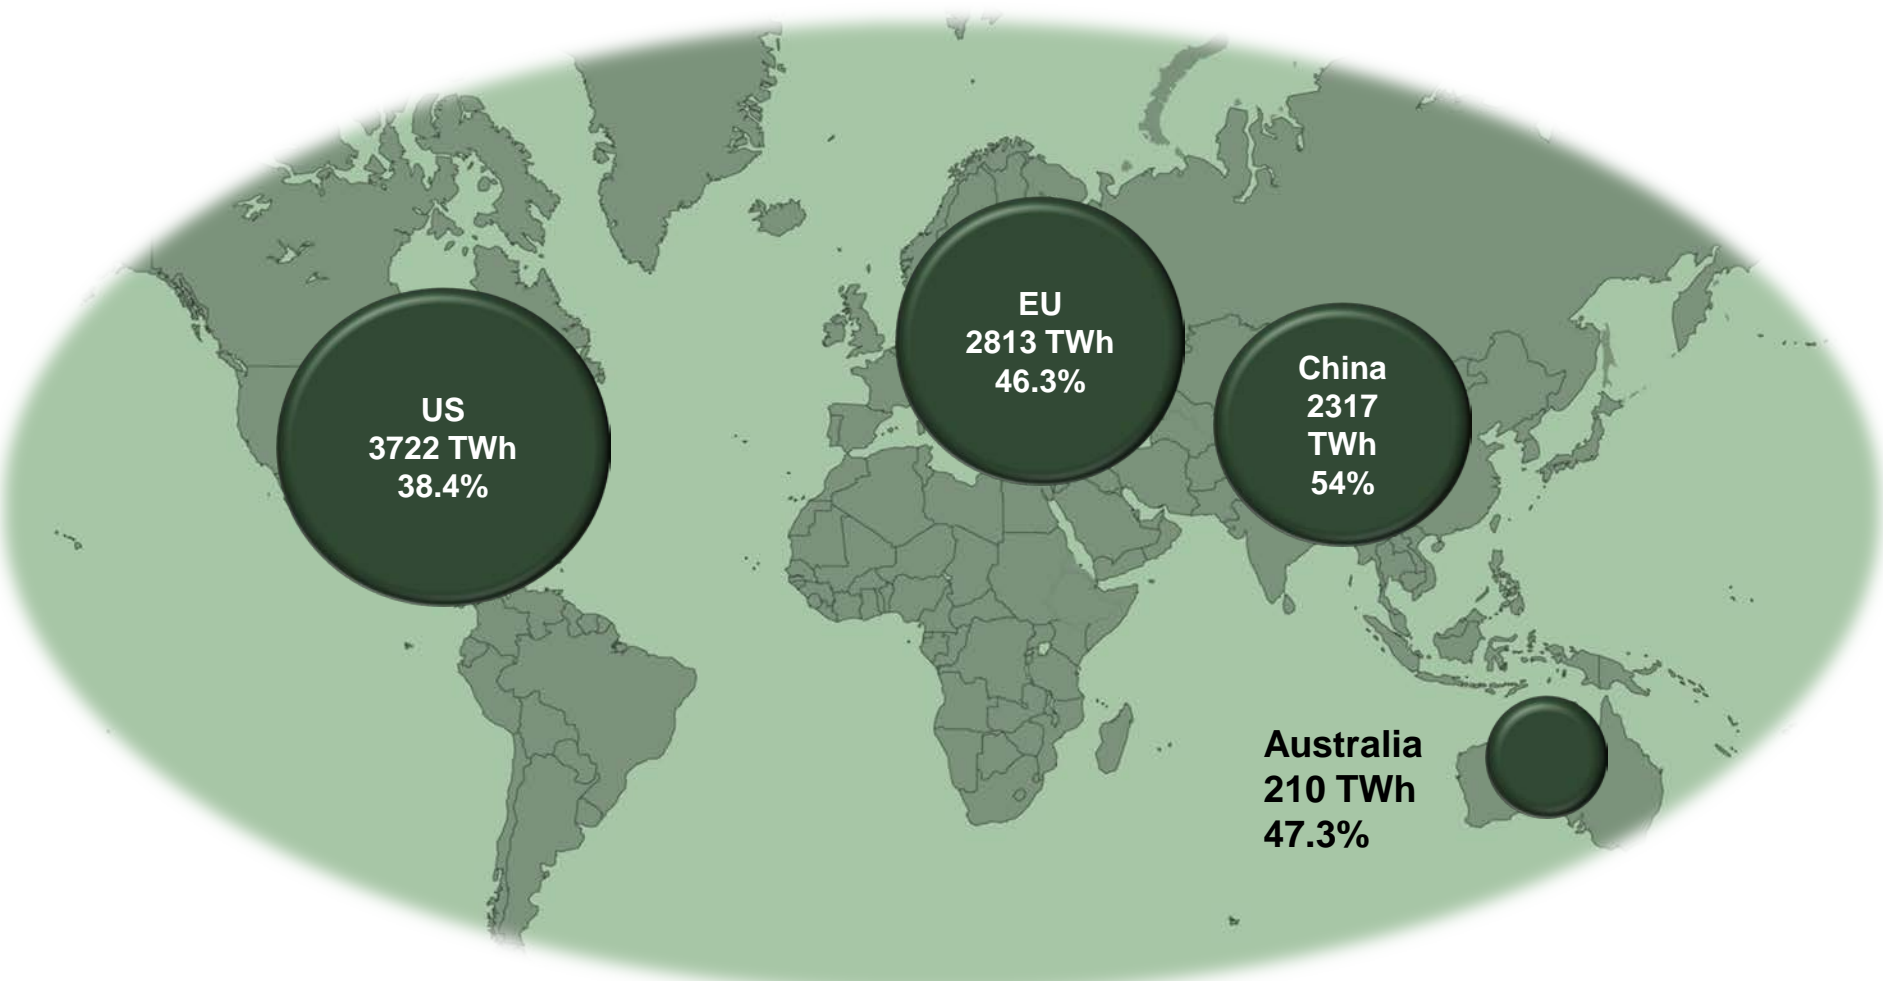 US
3722 TWh
38.4%
EU
2813 TWh
46.3%
China
2317
TWh
54%
Australia
210 TWh
47.3%